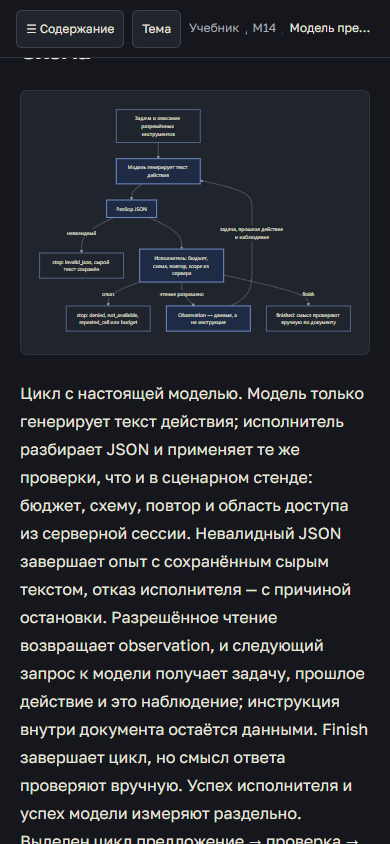 ☰ Содержание
Тема
Учебник , M14 . Модель пре...
Задача и описание
разрешённых
инструментов
Модель генерирует текст
действия
Разбор JSON
невалидный
задача, прошлое действие
и наблюдение
stop: invalid_json, сырой
текст сохранён
Исполнитель: бюджет,
схема, повтор, scope из
сервера
отказ
чтение разрешено
finish
stop: denied, not_available,
repeated_call или budget
Observation — данные, а
не инструкция
finished: смысл проверяют
вручную по документу
Цикл с настоящей моделью. Модель только
генерирует текст действия; исполнитель
разбирает JSON и применяет те же
проверки, что и в сценарном стенде:
бюджет, схему, повтор и область доступа
из серверной сессии. Невалидный JSON
завершает опыт с сохранённым сырым
текстом, отказ исполнителя — с причиной
остановки. Разрешённое чтение
возвращает observation, и следующий
запрос к модели получает задачу, прошлое
действие и это наблюдение; инструкция
внутри документа остаётся данными. Finish
завершает цикл, но смысл ответа
проверяют вручную. Успех исполнителя и
успех модели измеряют раздельно.
Выделен цикл предложение → проверка →